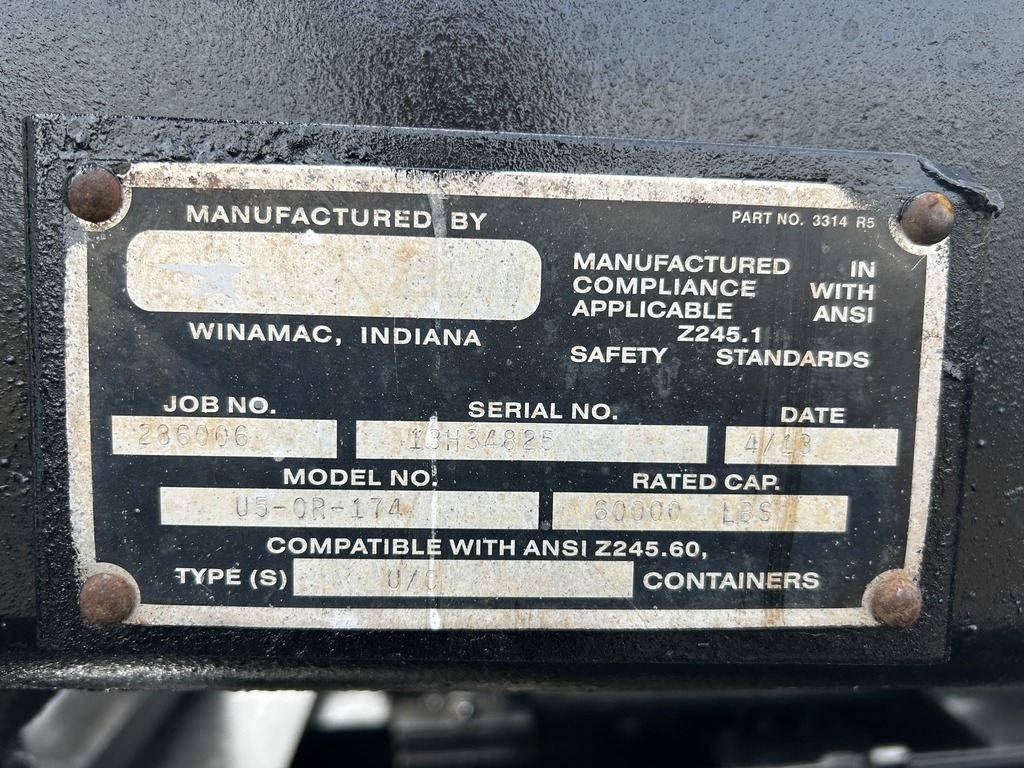 MANUFACTURED BY
PART NO. 3314 R5
WINAMAC, INDIANA
MANUFACTURED IN
COMPLIANCE WITH
APPLICABLE ANSI
Z245.1
SAFETY STANDARDS
JOB NO. SERIAL NO. DATE
286006 13H34825 4/13
MODEL NO. RATED CAP.
U5-OR-174 60000 LBS
COMPATIBLE WITH ANSI Z245.60,
TYPE (S) U/O CONTAINERS